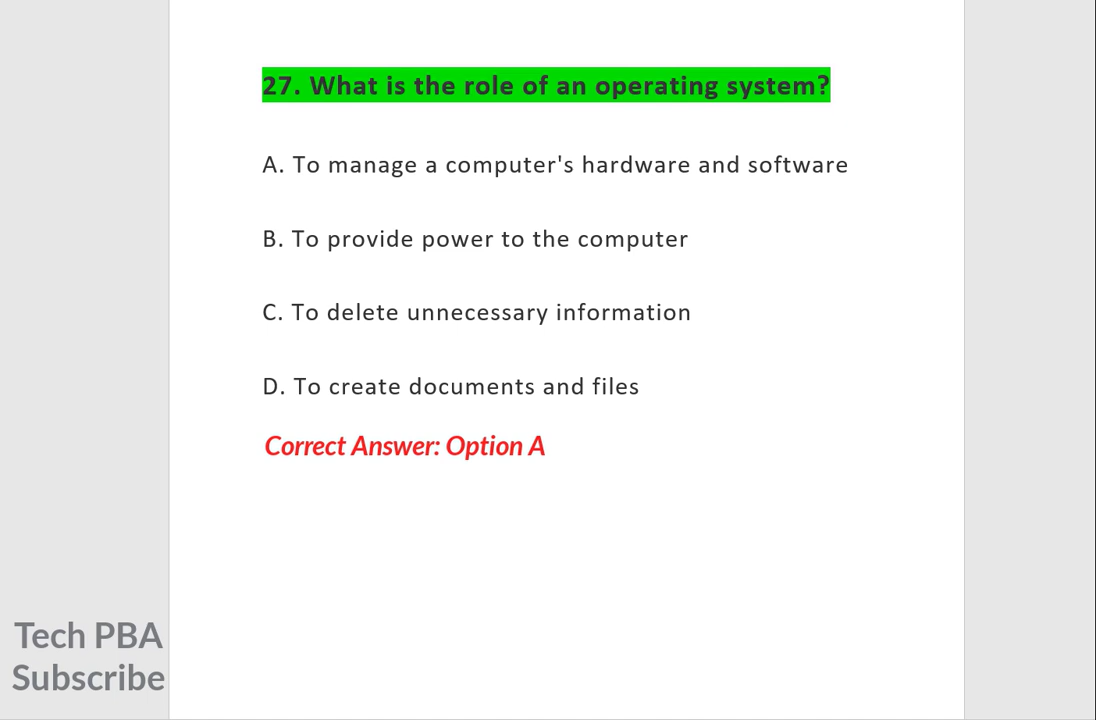 27. What is the role of an operating system?
A. To manage a computer's hardware and software
B. To provide power to the computer
C. To delete unnecessary information
D. To create documents and files
Correct Answer: Option A
Tech PBA
Subscribe